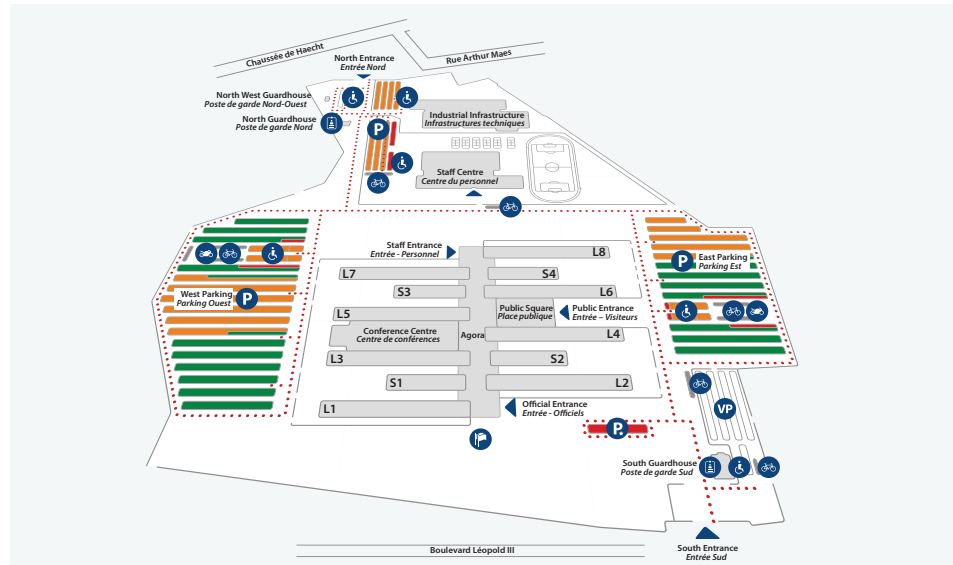 Chaussée de Haecht
Rue Arthur Maes
North Entrance
Entrée Nord
North West Guardhouse
Poste de garde Nord-Ouest
North Guardhouse
Poste de garde Nord
P
Industrial Infrastructure
Infrastructures techniques
Staff Centre
Centre du personnel
Staff Entrance
Entrée - Personnel
L8
L7
S4
S3
L6
East Parking
Parking Est
P
West Parking
Parking Ouest
P
Public Square
Place publique
Public Entrance
Entrée – Visiteurs
L5
Conference Centre
Centre de conférences
Agora
L4
L3
S2
S1
L2
L1
Official Entrance
Entrée - Officiels
VP
P.
South Guardhouse
Poste de garde Sud
South Entrance
Entrée Sud
Boulevard Léopold III